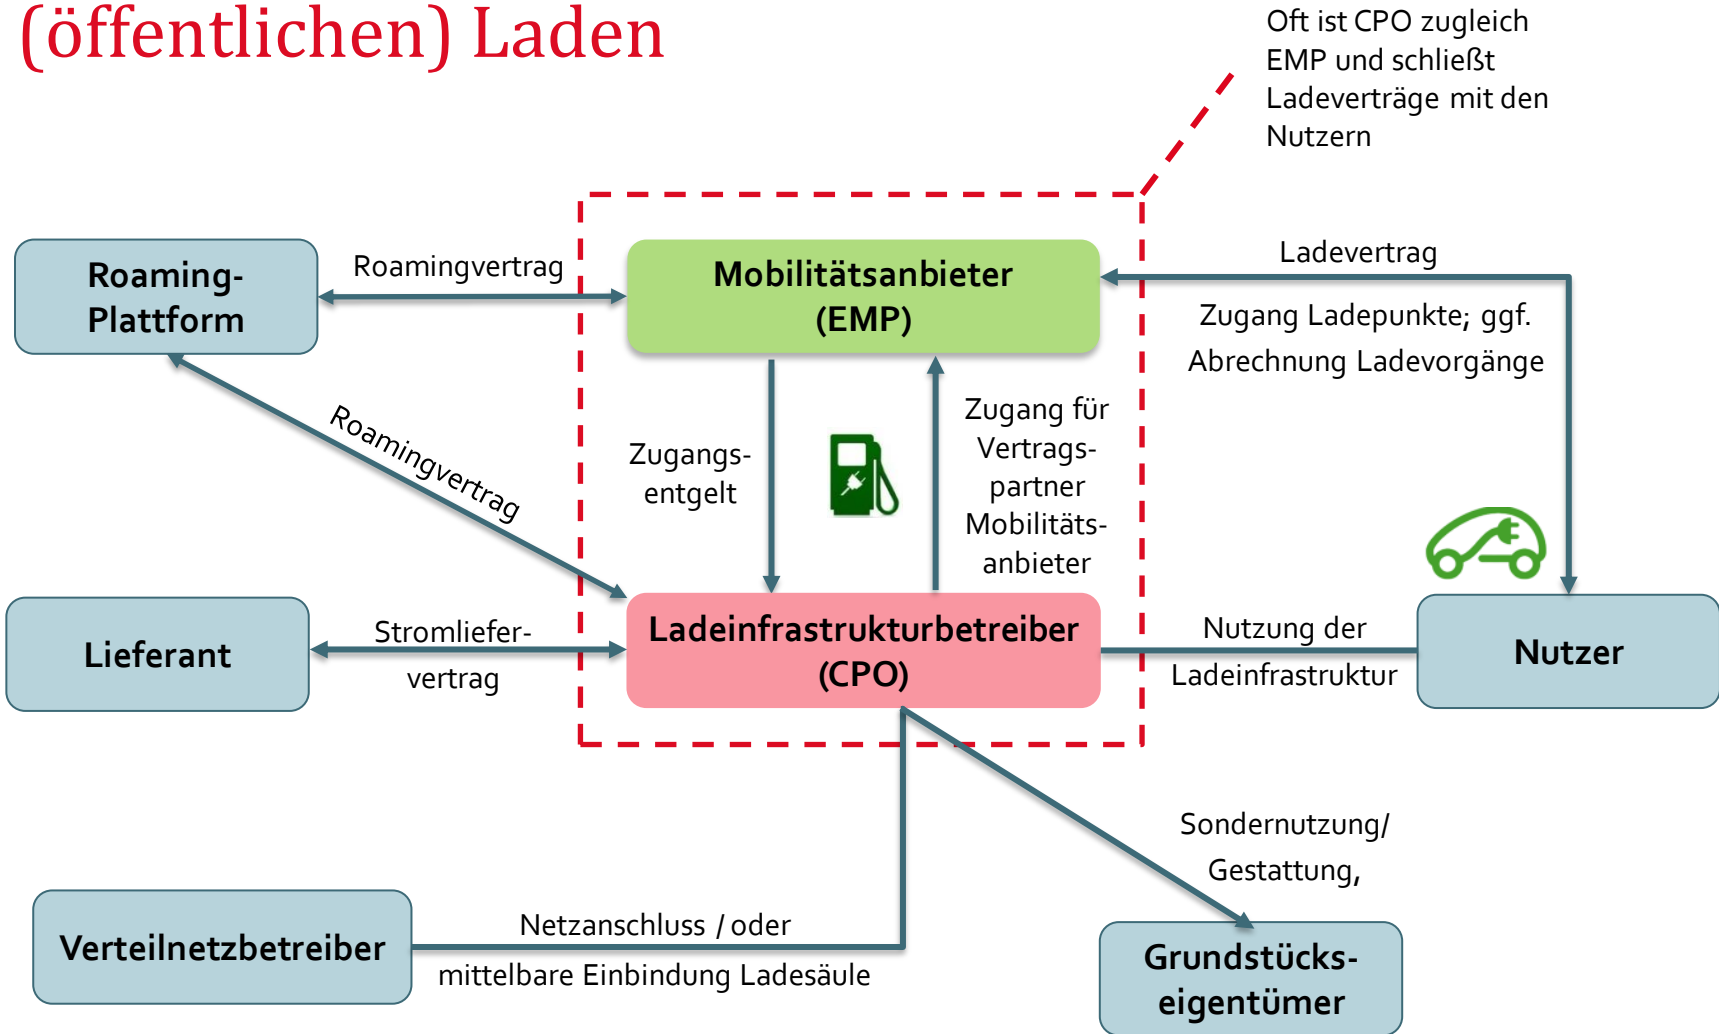 (öffentlichen) Laden
Oft ist CPO zugleich
EMP und schließt
Ladeverträge mit den
Nutzern
Roaming-
Plattform
Roamingvertrag
Mobilitätsanbieter
(EMP)
Ladevertrag
Zugang Ladepunkte; ggf.
Abrechnung Ladevorgänge
Roamingvertrag
Zugangs-
entgelt
Zugang für
Vertrags-
partner
Mobilitäts-
anbieter
Lieferant
Stromliefer-
vertrag
Ladeinfrastrukturbetreiber
(CPO)
Nutzung der
Ladeinfrastruktur
Nutzer
Sondernutzung/
Gestattung,
Verteilnetzbetreiber
Netzanschluss / oder
mittelbare Einbindung Ladesäule
Grundstücks-
eigentümer